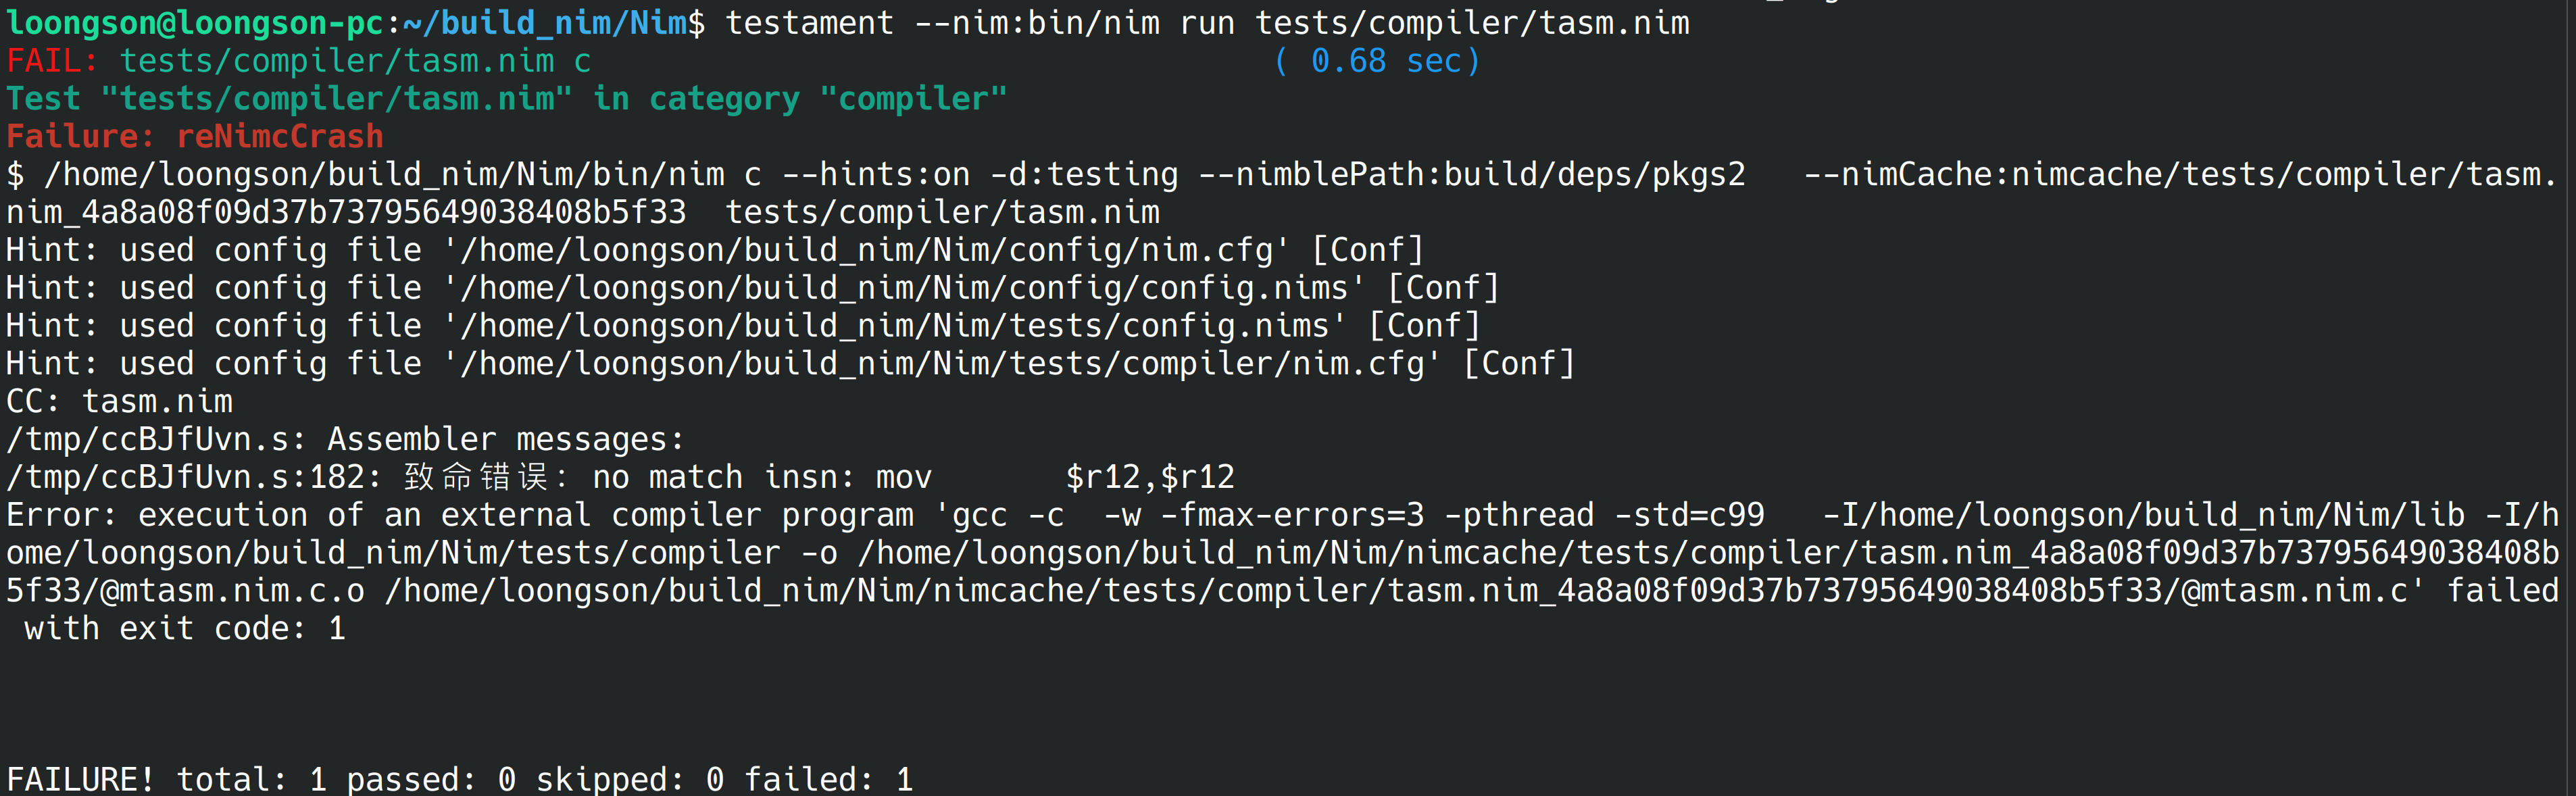 loongson@loongson-pc:~/build_nim/Nim$ testament --nim:bin/nim run tests/compiler/tasm.nim
FAIL: tests/compiler/tasm.nim c ( 0.68 sec)
Test "tests/compiler/tasm.nim" in category "compiler"
Failure: reNimcCrash
$ /home/loongson/build_nim/Nim/bin/nim c --hints:on -d:testing --nimblePath:build/deps/pkgs2   --nimCache:nimcache/tests/compiler/tasm.
nim_4a8a08f09d37b73795649038408b5f33  tests/compiler/tasm.nim
Hint: used config file '/home/loongson/build_nim/Nim/config/nim.cfg' [Conf]
Hint: used config file '/home/loongson/build_nim/Nim/config/config.nims' [Conf]
Hint: used config file '/home/loongson/build_nim/Nim/tests/config.nims' [Conf]
Hint: used config file '/home/loongson/build_nim/Nim/tests/compiler/nim.cfg' [Conf]
CC: tasm.nim
/tmp/ccBJfUvn.s: Assembler messages:
/tmp/ccBJfUvn.s:182: 致命错误：no match insn: mov       $r12,$r12
Error: execution of an external compiler program 'gcc -c  -w -fmax-errors=3 -pthread -std=c99   -I/home/loongson/build_nim/Nim/lib -I/h
ome/loongson/build_nim/Nim/tests/compiler -o /home/loongson/build_nim/Nim/nimcache/tests/compiler/tasm.nim_4a8a08f09d37b73795649038408b
5f33/@mtasm.nim.c.o /home/loongson/build_nim/Nim/nimcache/tests/compiler/tasm.nim_4a8a08f09d37b73795649038408b5f33/@mtasm.nim.c' failed
 with exit code: 1
FAILURE! total: 1 passed: 0 skipped: 0 failed: 1